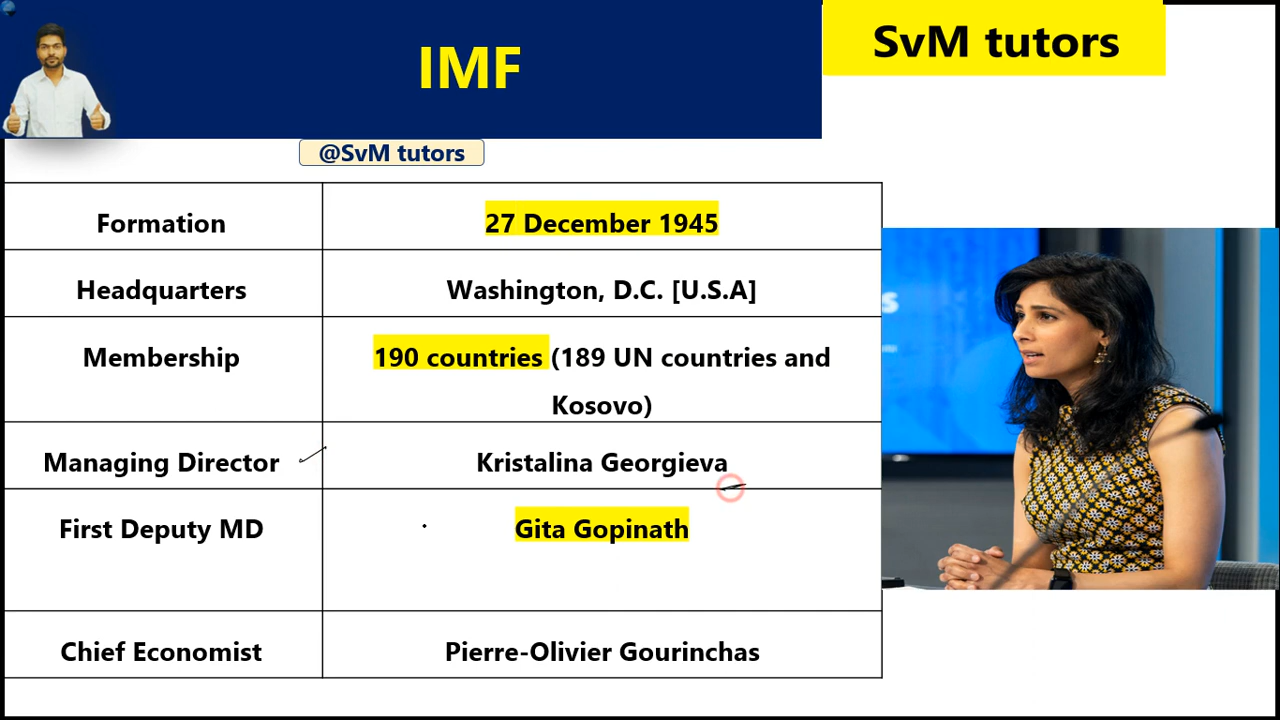 IMF
SvM tutors
@SvM tutors
Formation
27 December 1945
Headquarters
Washington, D.C. [U.S.A]
Membership
190 countries (189 UN countries and
Kosovo)
Managing Director
Kristalina Georgieva
First Deputy MD
Gita Gopinath
Chief Economist
Pierre-Olivier Gourinchas